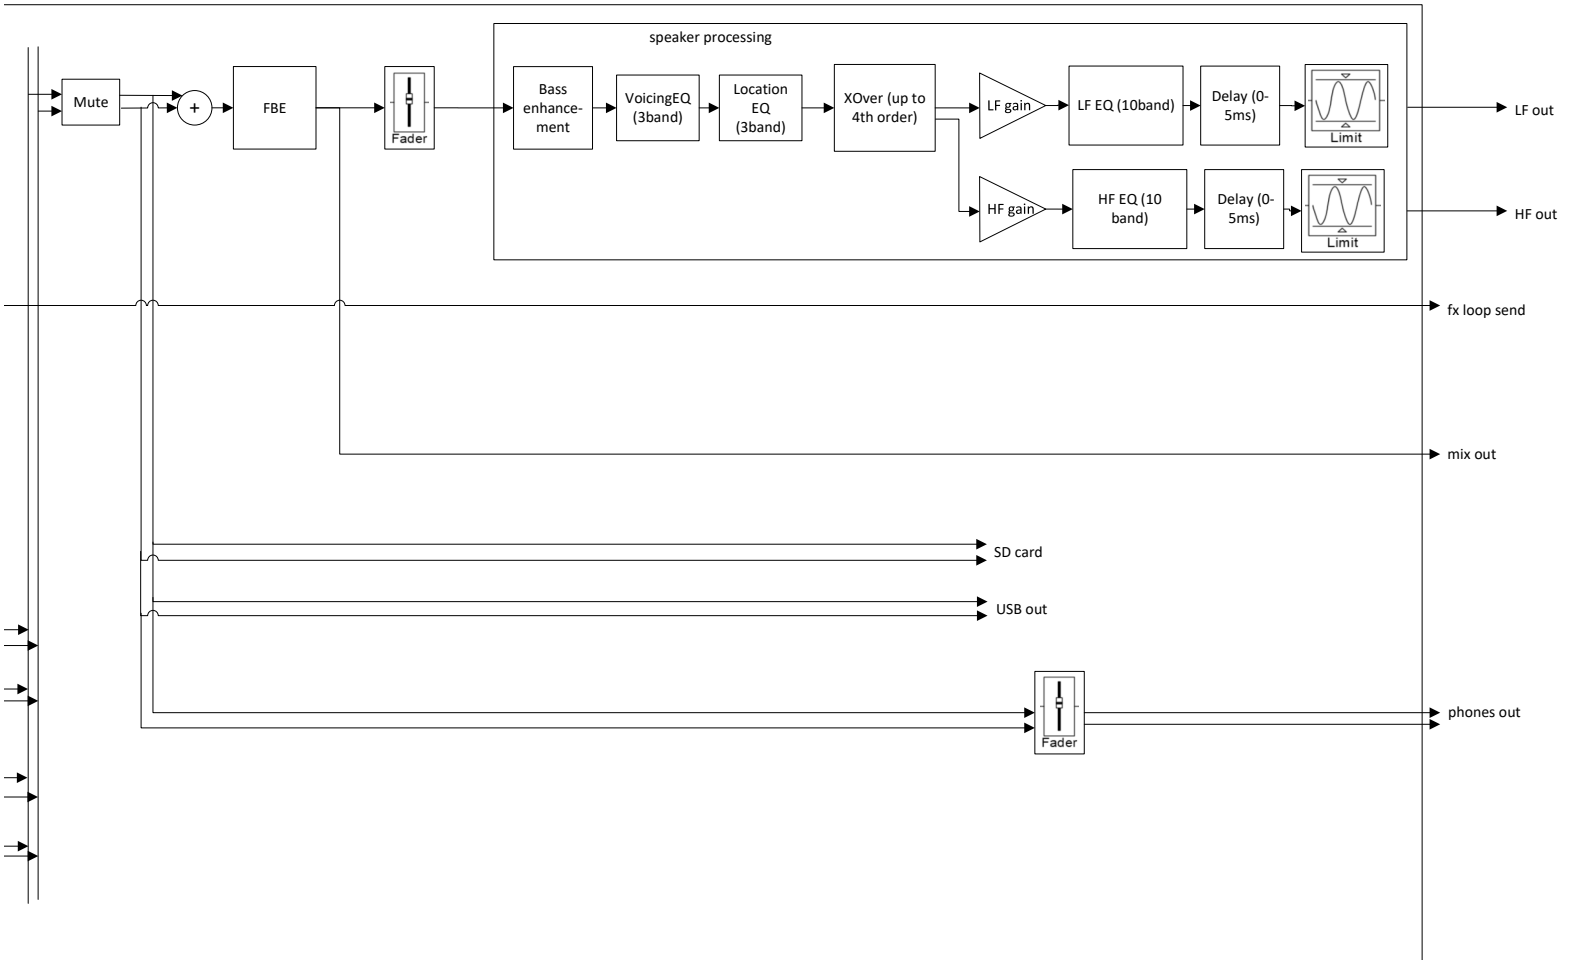 speaker processing
Mute
+
FBE
Fader
Bass
enhance-
ment
VoicingEQ
(3band)
Location
EQ
(3band)
XOver (up to
4th order)
LF gain
LF EQ (10band)
Delay (0-
5ms)
Limit
LF out
HF gain
HF EQ (10
band)
Delay (0-
5ms)
Limit
HF out
fx loop send
mix out
SD card
USB out
Fader
phones out